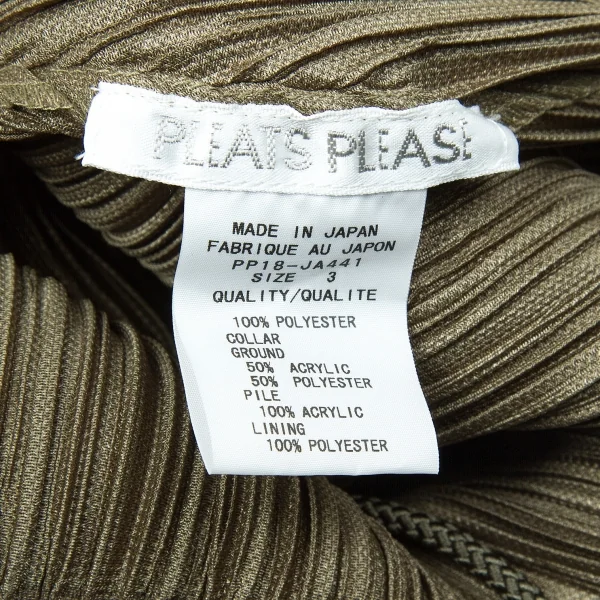 PLEATS PLEASE
MADE IN JAPAN
FABRIQUE AU JAPON
PP18-JA441
SIZE 3
QUALITY/QUALITE
100% POLYESTER
COLLAR
GROUND
50% ACRYLIC
50% POLYESTER
PILE
100% ACRYLIC
LINING
100% POLYESTER